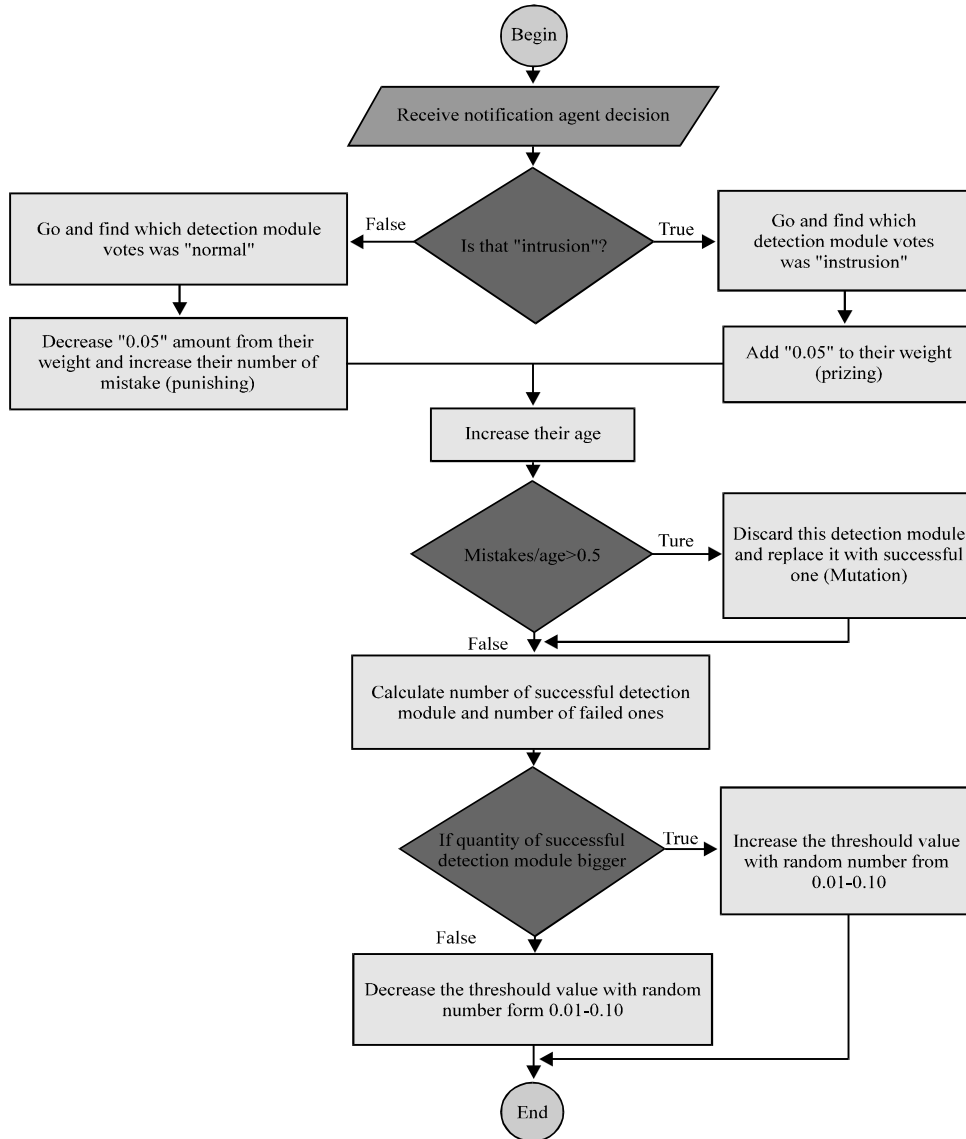 Begin
Receive notification agent decision
False
Is that "intrusion"?
True
Go and find which detection module
votes was "normal"
Go and find which
detection module votes
was "instrusion"
Decrease "0.05" amount from their
weight and increase their number of
mistake (punishing)
Add "0.05" to their weight
(prizing)
Increase their age
Mistakes/age>0.5
Ture
Discard this detection module
and replace it with successful
one (Mutation)
False
Calculate number of successful detection
module and number of failed ones
If quantity of successful
detection module bigger
True
Increase the threshould value
with random number from
0.01-0.10
False
Decrease the threshould value with random
number form 0.01-0.10
End